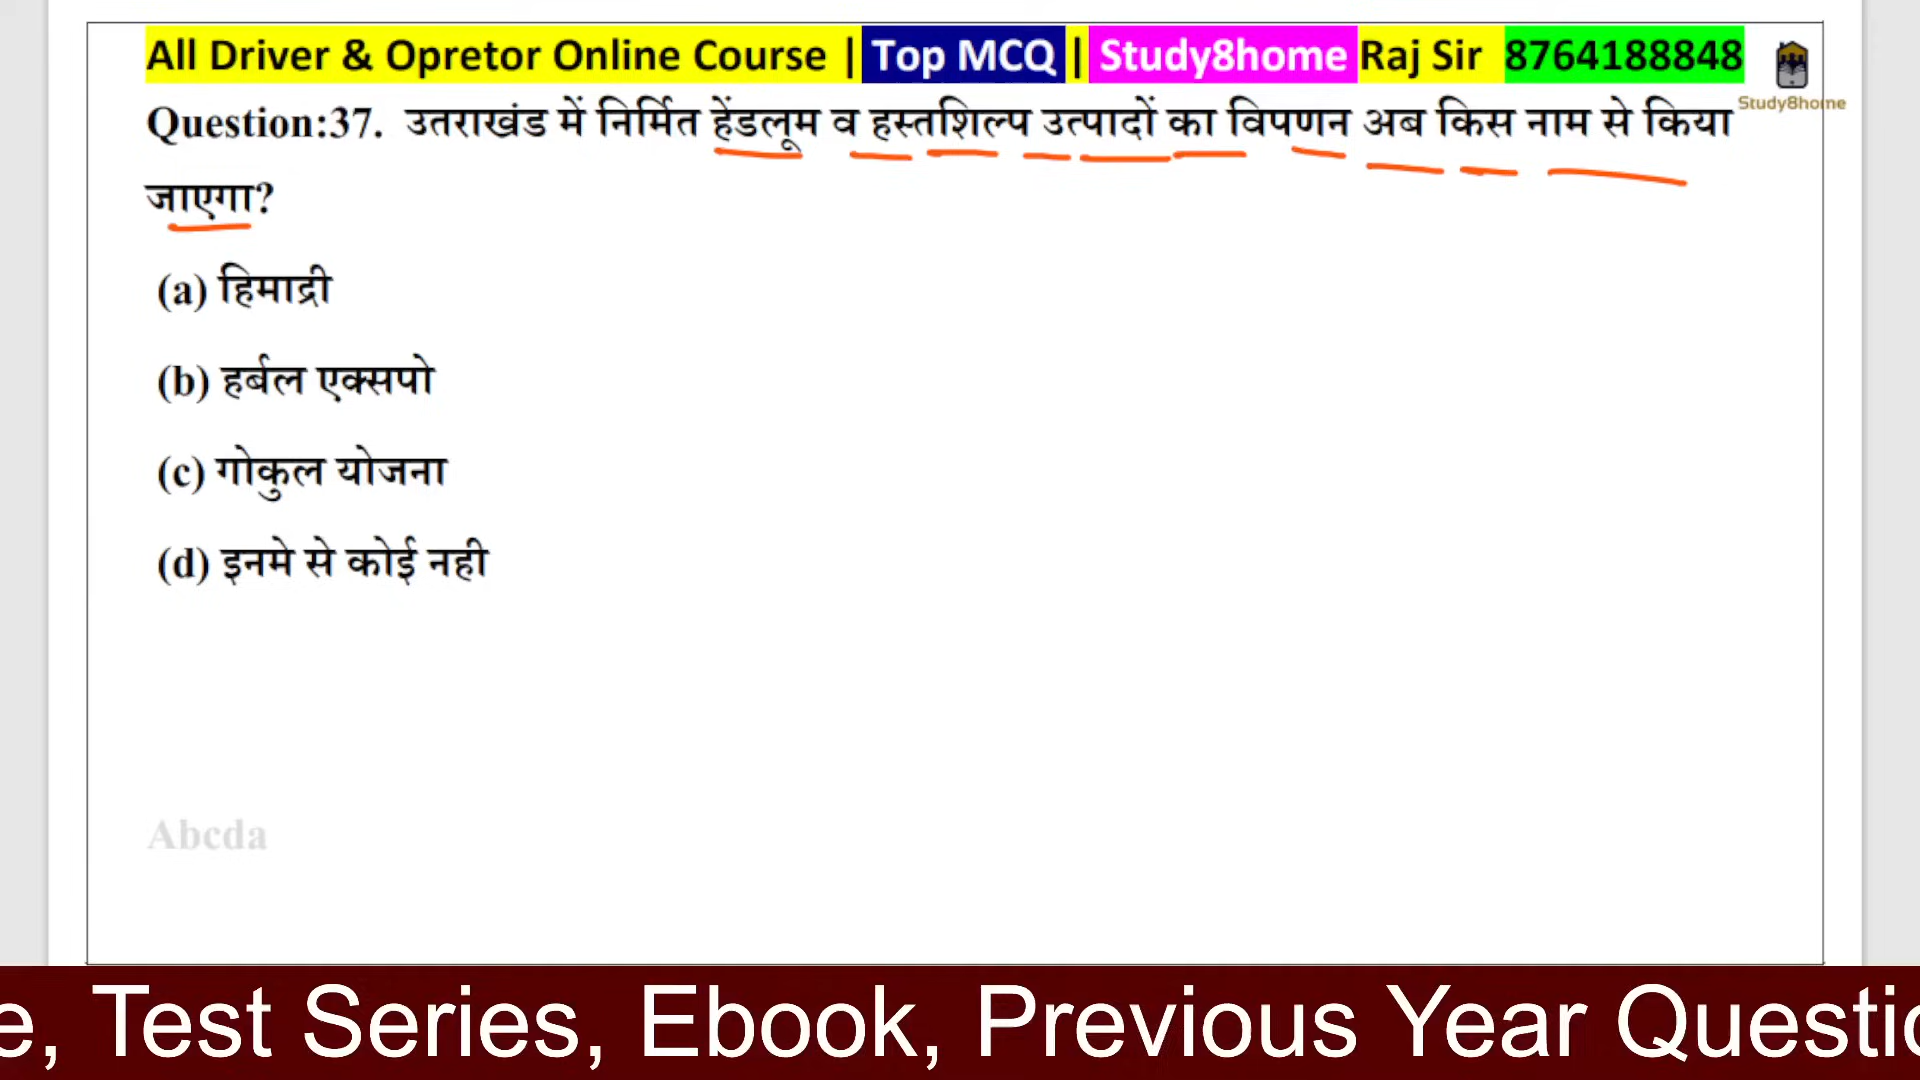 All Driver & Opretor Online Course | Top MCQ | Study8home Raj Sir 8764188848
Study8home
Question:37. उतराखंड में निर्मित हेंडलूम व हस्तशिल्प उत्पादों का विपणन अब किस नाम से किया
जाएगा?
(a) हिमाद्री
(b) हर्बल एक्सपो
(c) गोकुल योजना
(d) इनमे से कोई नही
Abcda
e, Test Series, Ebook, Previous Year Questio